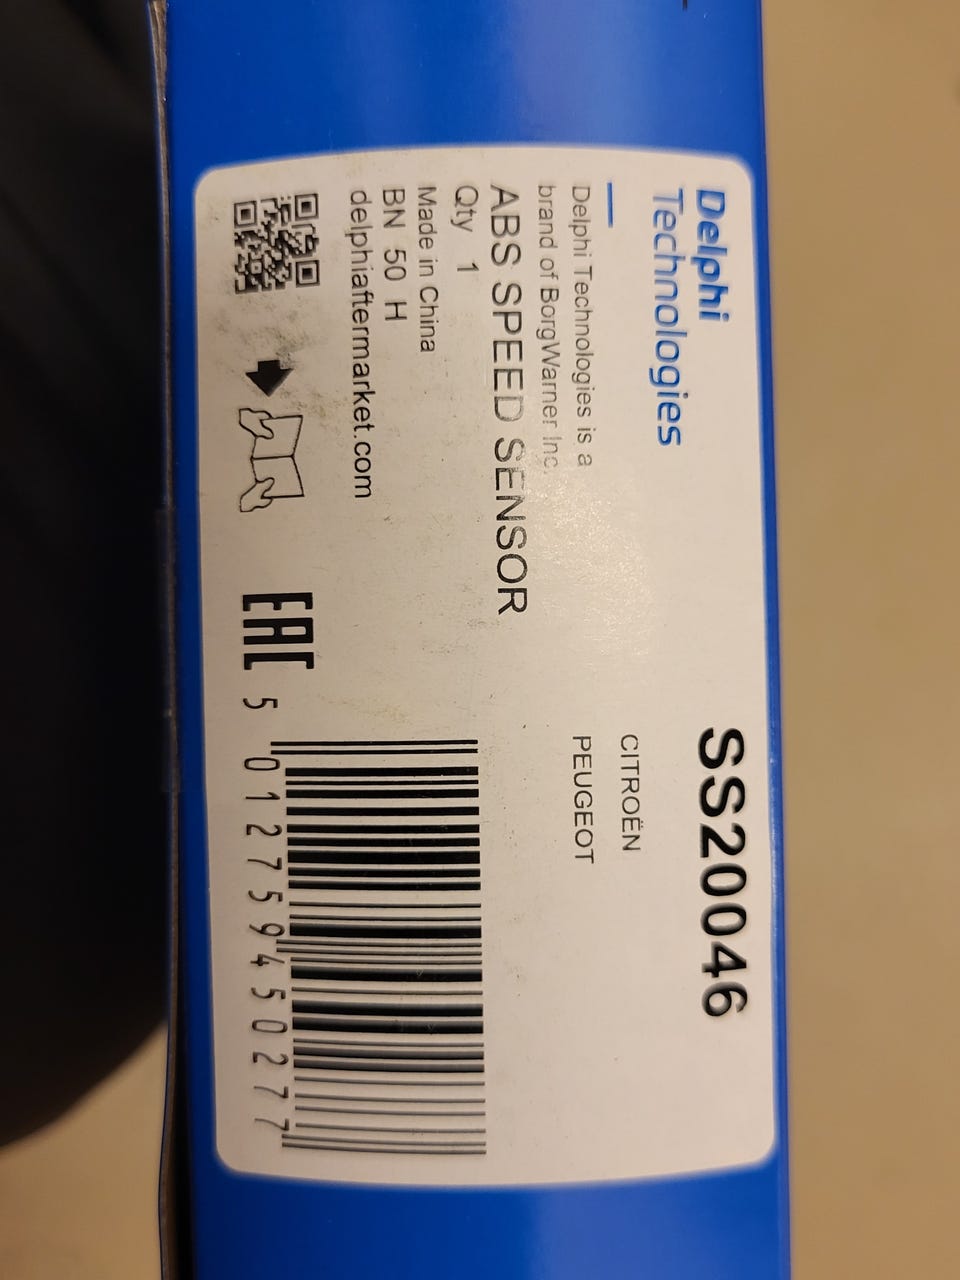 Delphi
Technologies
SS20046
Delphi Technologies is a
brand of BorgWarner Inc.
CITROËN
PEUGEOT
ABS SPEED SENSOR
Qty 1
Made in China
BN 50 H
delphiaftermarket.com
EAC
5 012759 450277